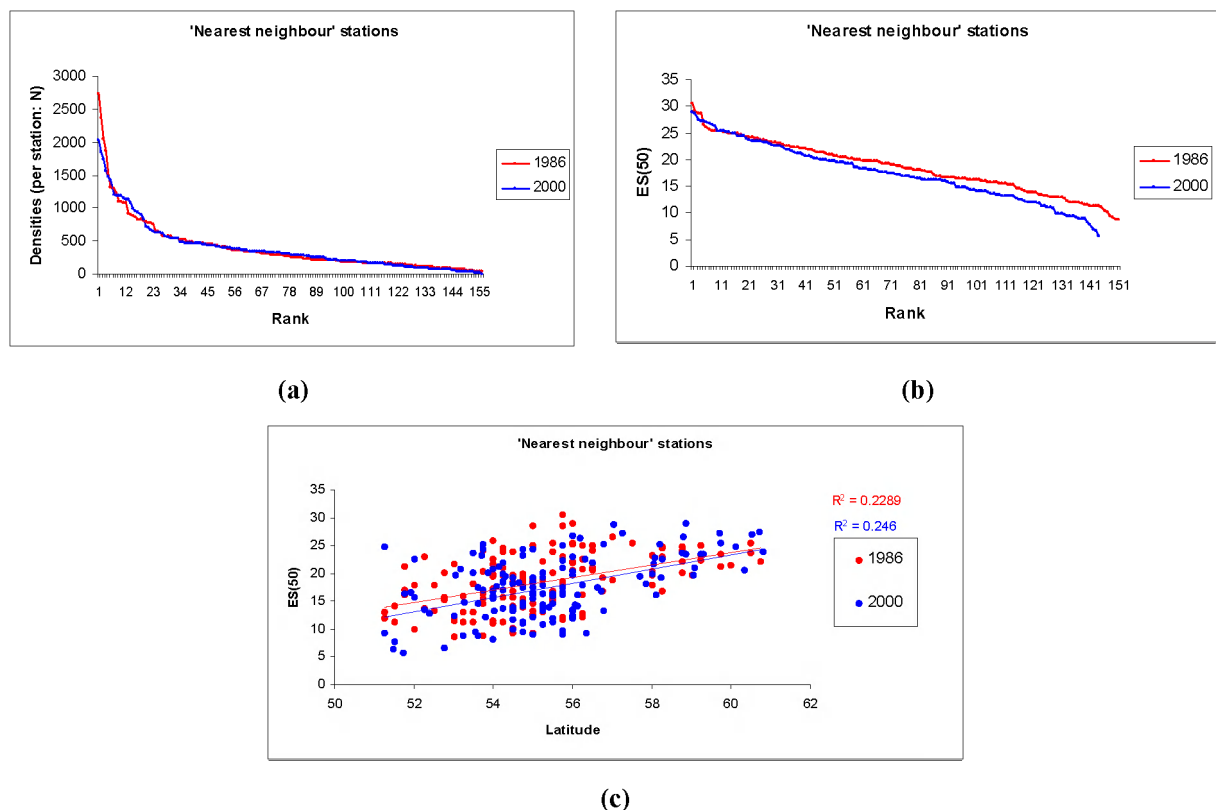 'Nearest neighbour' stations
Densities (per station: N)
3000
2500
2000
1500
1000
500
0
1 12 23 34 45 56 67 78 89 100 111 122 133 144 155
Rank
1986
2000
(a)
'Nearest neighbour' stations
ES(50)
35
30
25
20
15
10
5
0
1 11 21 31 41 51 61 71 81 91 101 111 121 131 141 151
Rank
1986
2000
(b)
'Nearest neighbour' stations
ES(50)
35
30
25
20
15
10
5
0
50 52 54 56 58 60 62
Latitude
R² = 0.2289
R² = 0.246
1986
2000
(c)